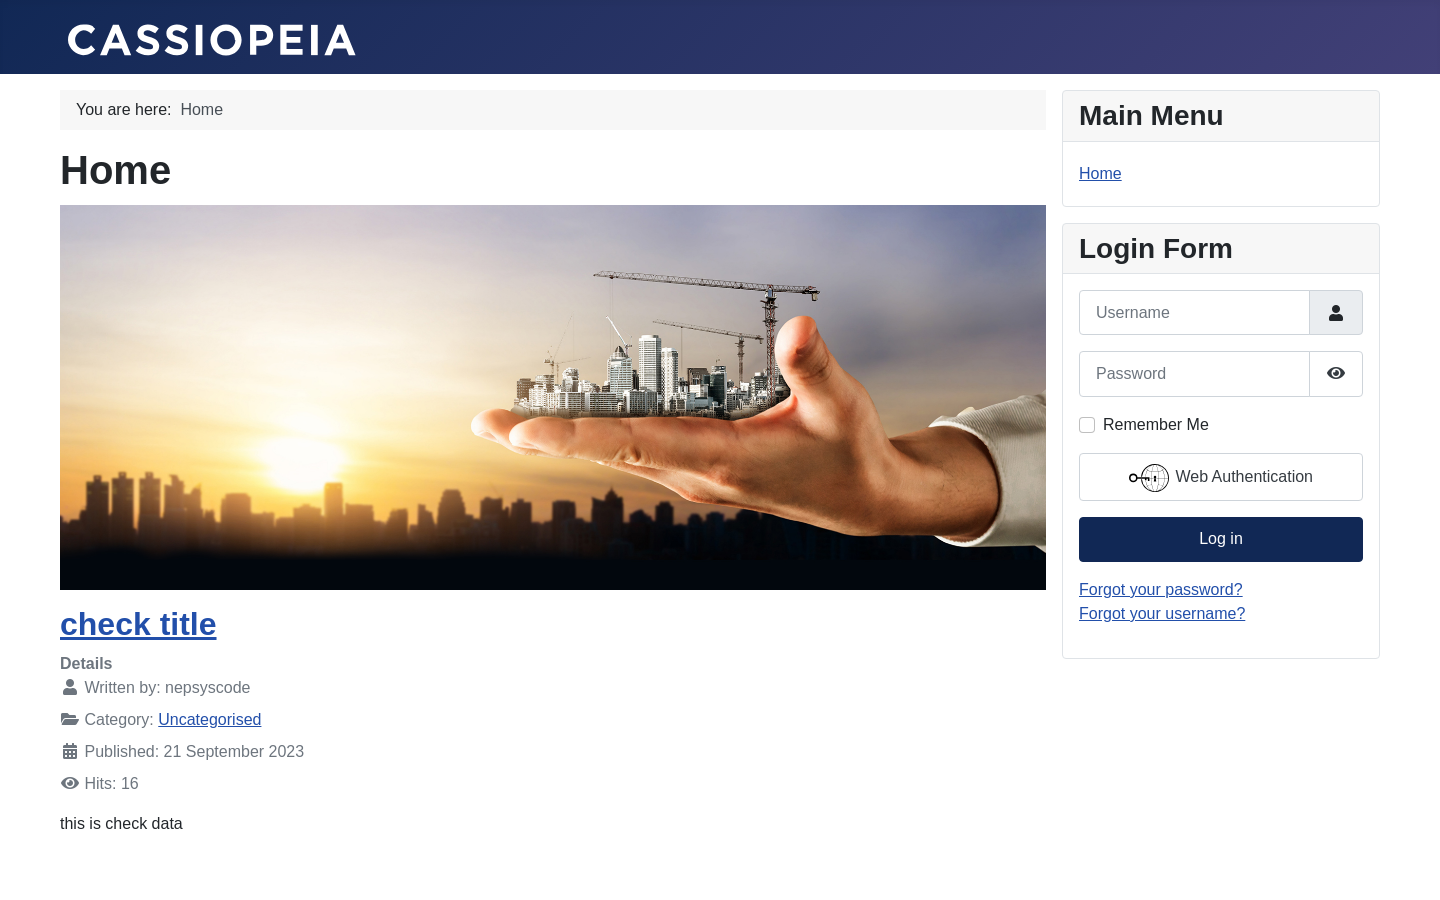 CASSIOPEIA
You are here: Home
Home
check title
Details
Written by: nepsyscode
Category: Uncategorised
Published: 21 September 2023
Hits: 16
this is check data
Main Menu
Home
Login Form
Username
Password
Remember Me
Web Authentication
Log in
Forgot your password?
Forgot your username?